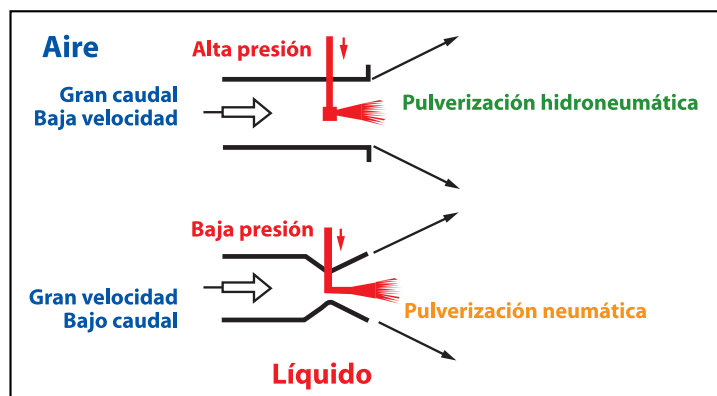 Aire
Alta presión
Gran caudal
Baja velocidad
Pulverización hidroneumática
Baja presión
Gran velocidad
Bajo caudal
Pulverización neumática
Líquido